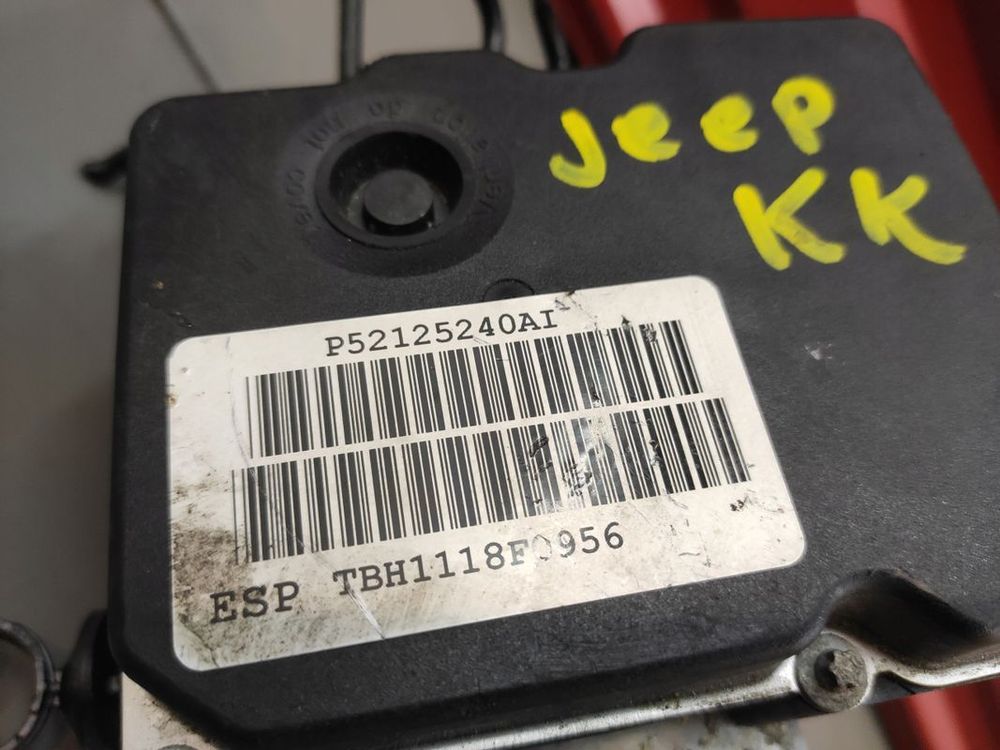 Jeep
KK
P52125240AI
ESP TBH1118F0956